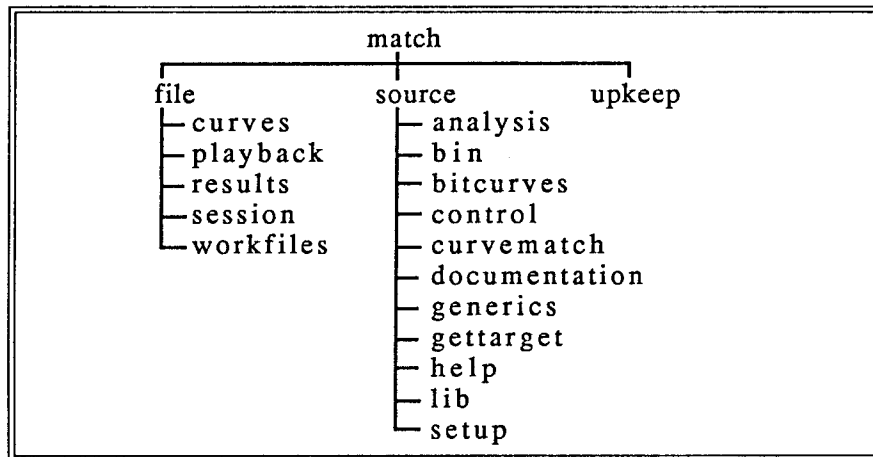 match
file source upkeep
curves analysis
playback bin
results bitcurves
session control
workfiles curvematch
documentation
generics
gettarget
help
lib
setup